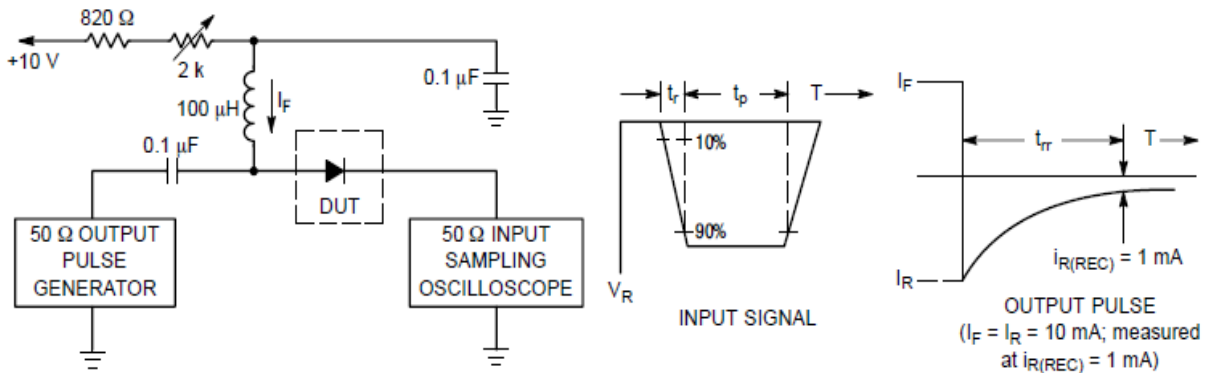 820 Ω
+10 V
2 k
100 μH
I_F
0.1 μF
0.1 μF
DUT
50 Ω OUTPUT
PULSE
GENERATOR
50 Ω INPUT
SAMPLING
OSCILLOSCOPE
t_r
t_p
T
10%
90%
V_R
INPUT SIGNAL
I_F
t_rr
T
I_R
i_R(REC) = 1 mA
OUTPUT PULSE
(I_F = I_R = 10 mA; measured
at i_R(REC) = 1 mA)